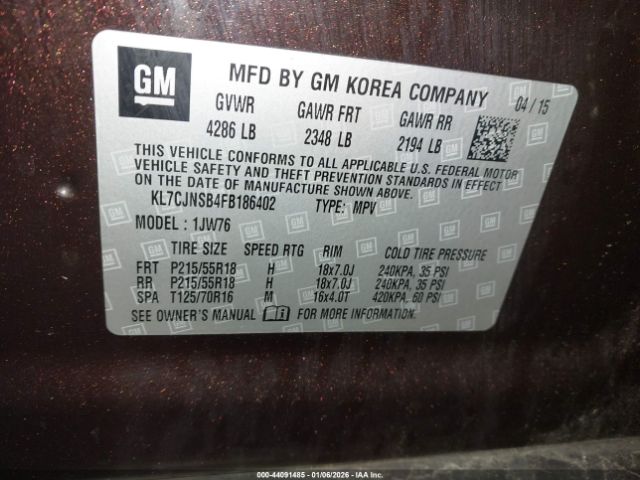 GM MFD BY GM KOREA COMPANY 04/15
GVWR GAWR FRT GAWR RR
4286 LB 2348 LB 2194 LB
THIS VEHICLE CONFORMS TO ALL APPLICABLE U.S. FEDERAL MOTOR
VEHICLE SAFETY AND THEFT PREVENTION STANDARDS IN EFFECT
ON THE DATE OF MANUFACTURE SHOWN ABOVE.
KL7CJNSB4FB186402 TYPE: MPV
MODEL : 1JW76
TIRE SIZE SPEED RTG RIM COLD TIRE PRESSURE
FRT P215/55R18 H 18x7.0J 240KPA, 35 PSI
RR P215/55R18 H 18x7.0J 240KPA, 35 PSI
SPA T125/70R16 M 16x4.0T 420KPA, 60 PSI
SEE OWNER'S MANUAL FOR MORE INFORMATION.
000-44091485 - 01/06/2026 - IAA Inc.